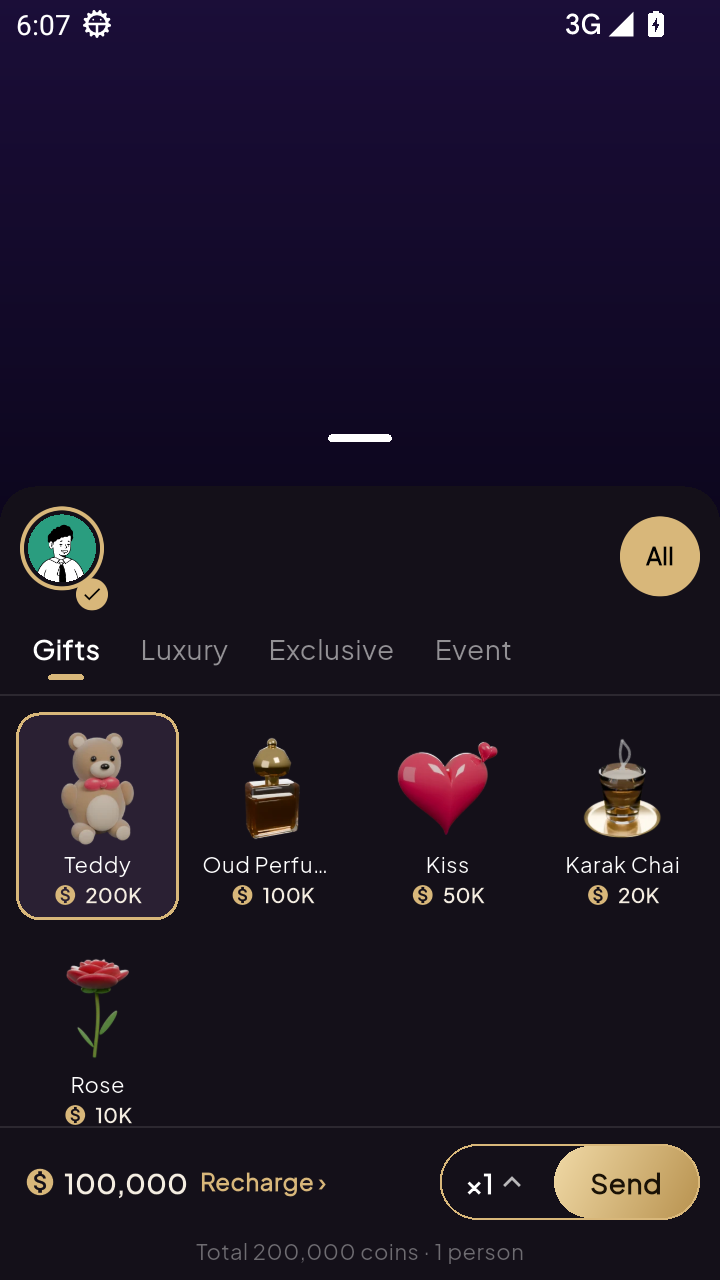 6:07
3G
All
Gifts Luxury Exclusive Event
Teddy Oud Perfu... Kiss Karak Chai
$ 200K $ 100K $ 50K $ 20K
Rose
$ 10K
$ 100,000 Recharge › ×1 Send
Total 200,000 coins · 1 person